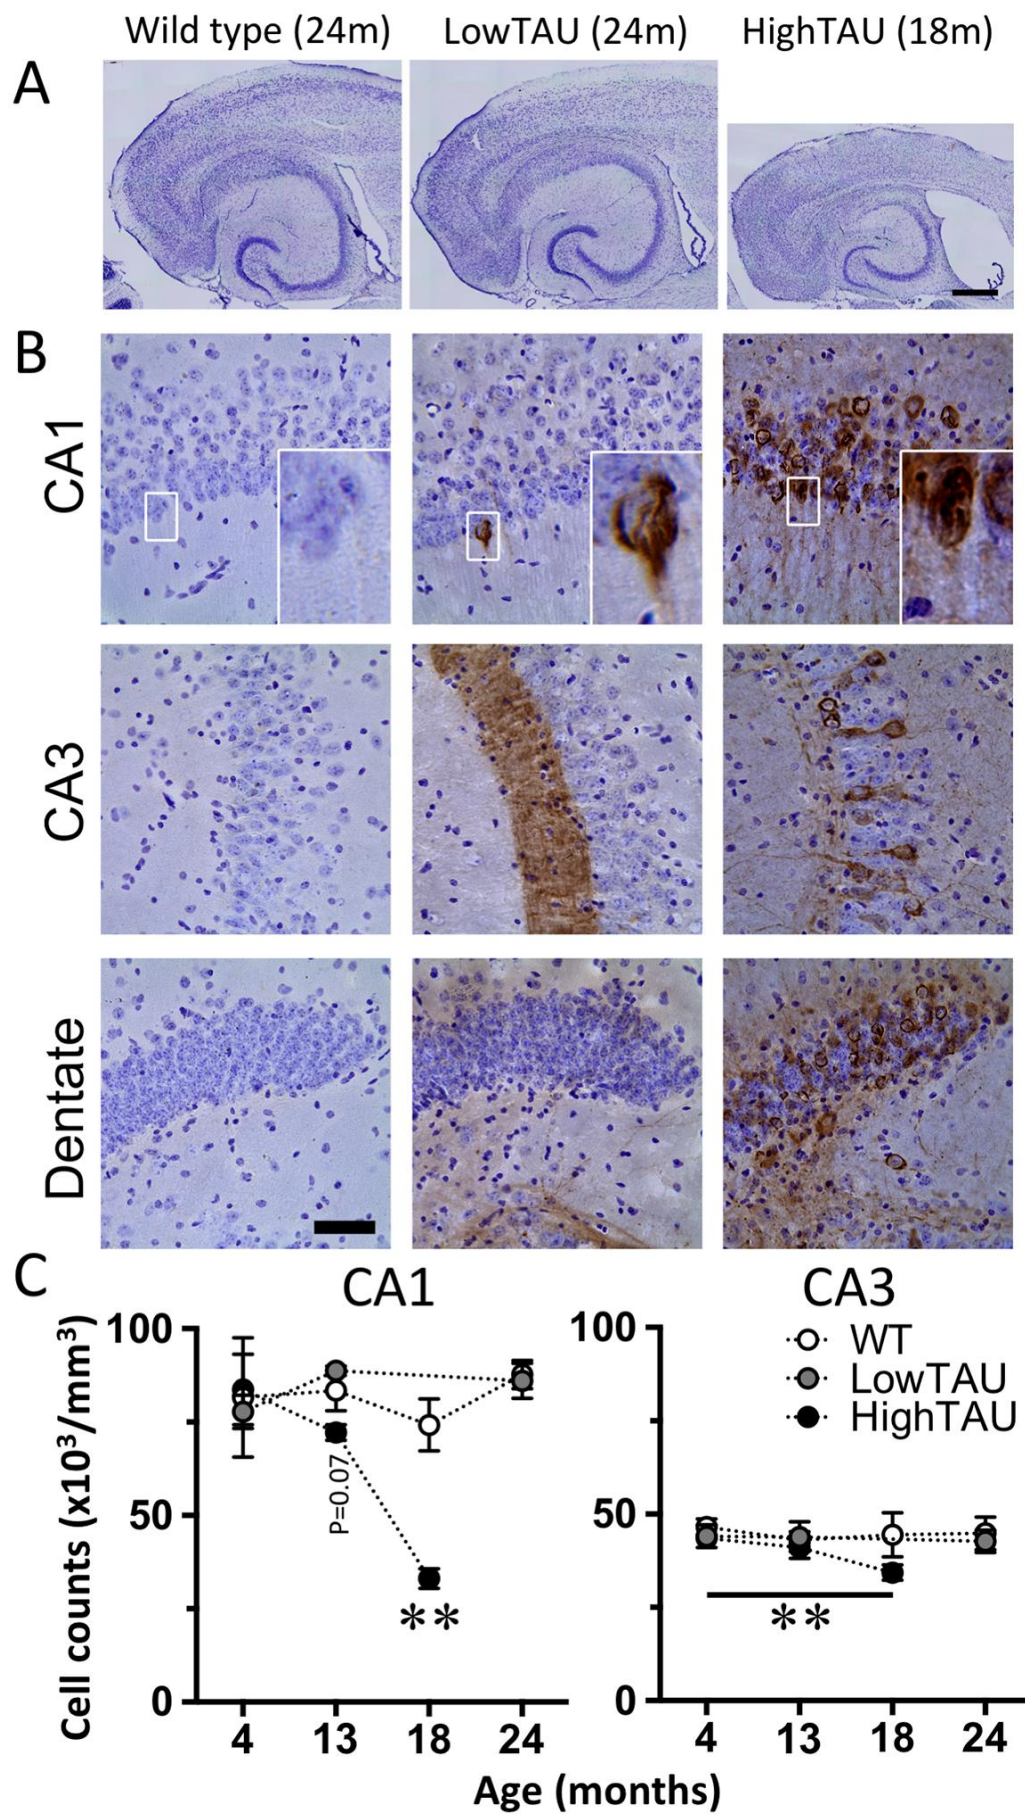 Wild type (24m) LowTAU (24m) HighTAU (18m)
A
B
CA1
CA3
Dentate
C
CA1 CA3
Cell counts (x10³/mm³)
100
50
0
P=0.07
**
4 13 18 24
100
50
0
WT
LowTAU
HighTAU
**
4 13 18 24
Age (months)